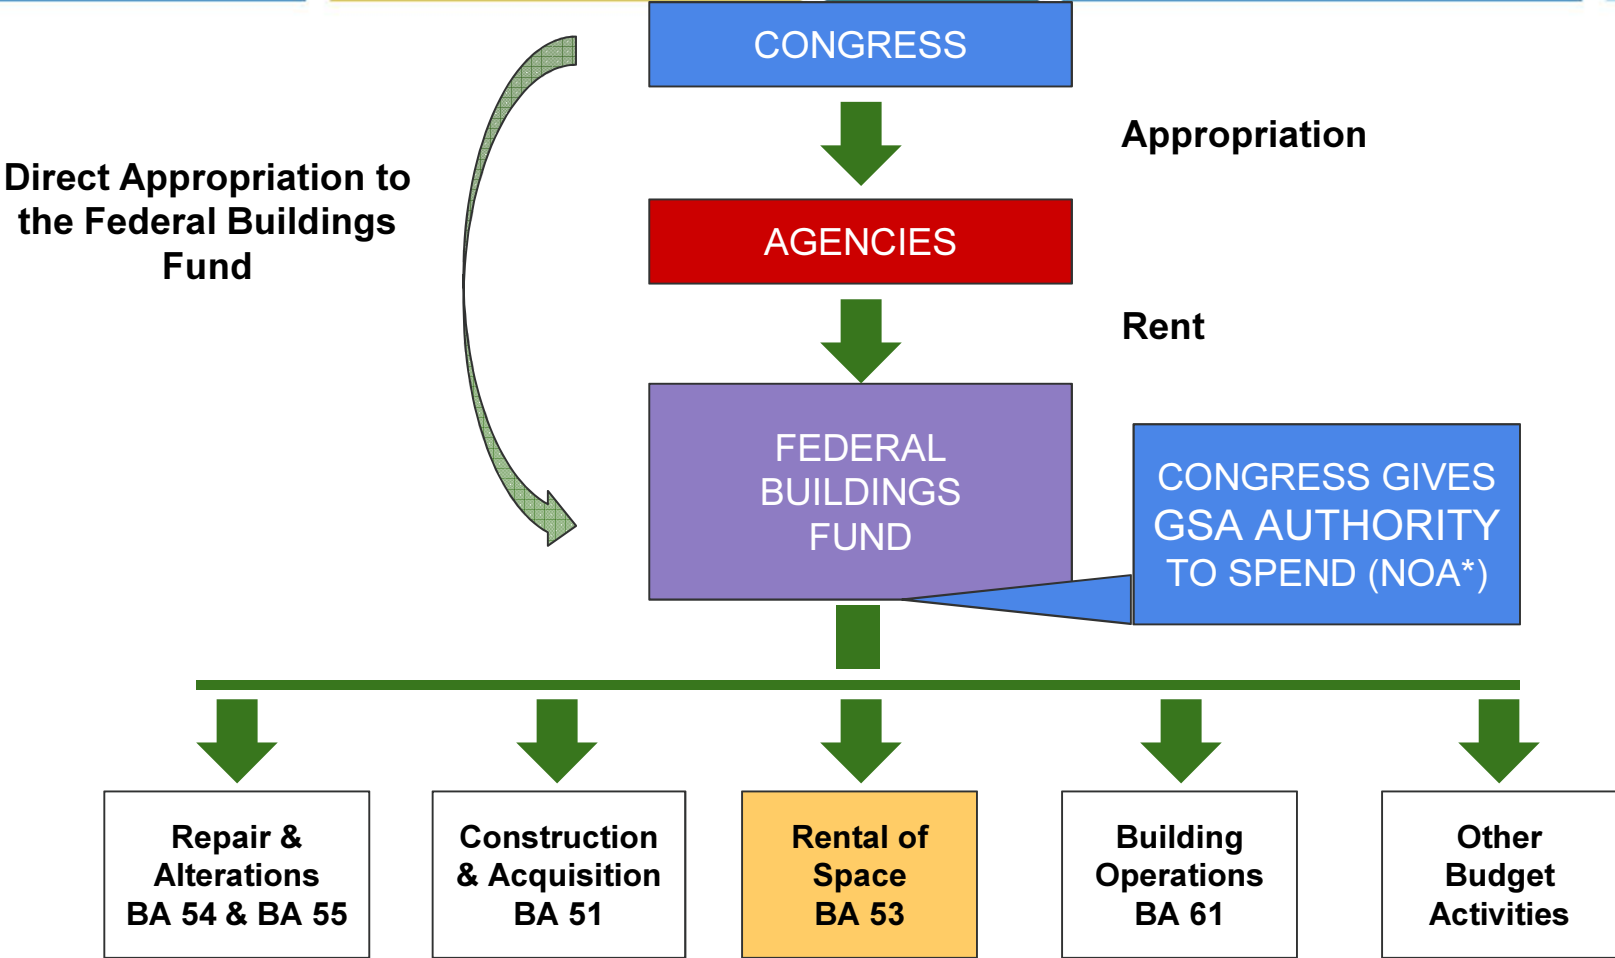 CONGRESS
Appropriation
Direct Appropriation to
the Federal Buildings
Fund
AGENCIES
Rent
FEDERAL
BUILDINGS
FUND
CONGRESS GIVES
GSA AUTHORITY
TO SPEND (NOA*)
Repair &
Alterations
BA 54 & BA 55
Construction
& Acquisition
BA 51
Rental of
Space
BA 53
Building
Operations
BA 61
Other
Budget
Activities